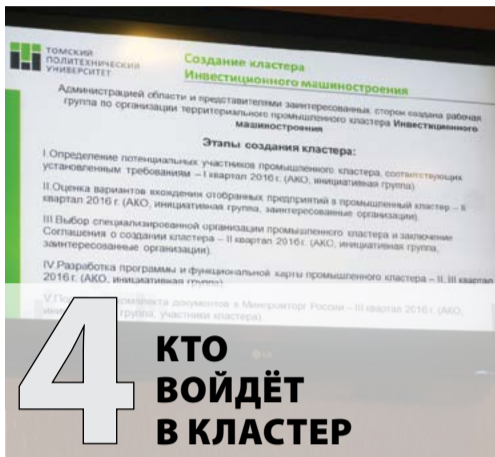 ТОМСКИЙ
ПОЛИТЕХНИЧЕСКИЙ
УНИВЕРСИТЕТ
Создание кластера
Инвестиционного машиностроения
Администрацией области и представителями заинтересованных сторон создана рабочая
группа по организации территориального промышленного кластера Инвестиционного
машиностроения
Этапы создания кластера:
I.Определение потенциальных участников промышленного кластера, соответствующих
установленным требованиям – I квартал 2016 г. (АКО, инициативная группа)
II.Оценка вариантов вхождения отобранных предприятий в промышленный кластер – II
квартал 2016 г. (АКО, инициативная группа, заинтересованные организации).
III.Выбор специализированной организации промышленного кластера и заключение
Соглашения о создании кластера – II квартал 2016 г. (АКО, инициативная группа,
заинтересованные организации).
IV.Разработка программы и функциональной карты промышленного кластера – II, III квартал
2016 г. (АКО, инициативная группа)
документов в Минпромторг России – III квартал 2016 г. (АКО,
группа, участники кластера)
LG
4
КТО
ВОЙДЁТ
В КЛАСТЕР